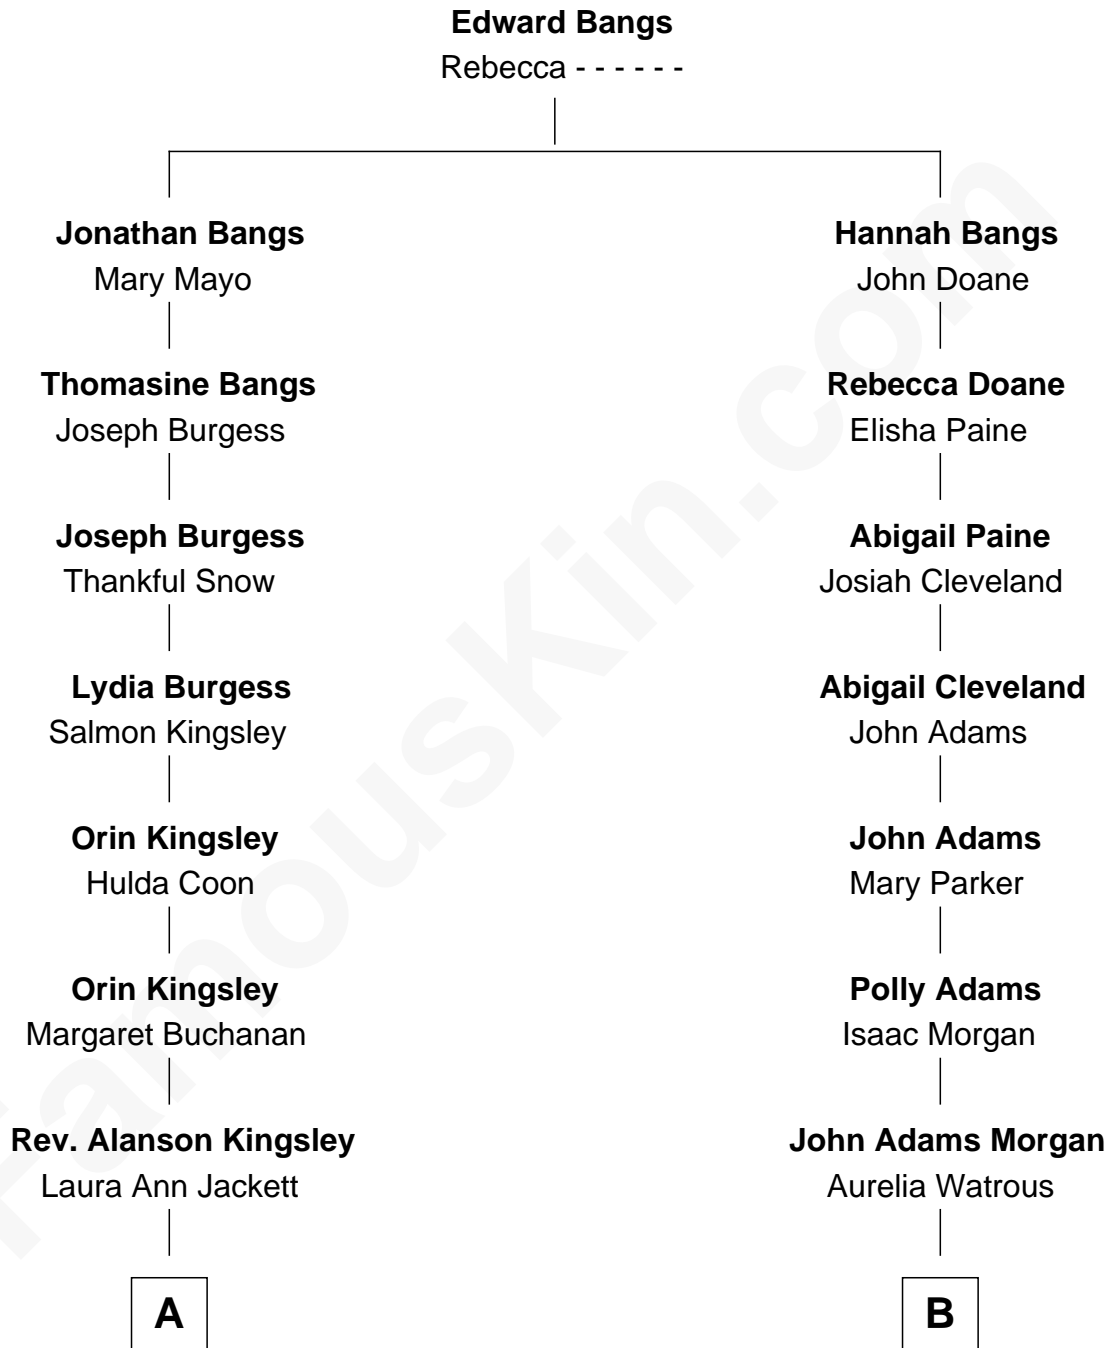 Edward Bangs
Rebecca - - - - - -
Jonathan Bangs
Mary Mayo
Hannah Bangs
John Doane
Thomasine Bangs
Joseph Burgess
Rebecca Doane
Elisha Paine
Joseph Burgess
Thankful Snow
Abigail Paine
Josiah Cleveland
Lydia Burgess
Salmon Kingsley
Abigail Cleveland
John Adams
Orin Kingsley
Hulda Coon
John Adams
Mary Parker
Orin Kingsley
Margaret Buchanan
Polly Adams
Isaac Morgan
Rev. Alanson Kingsley
Laura Ann Jackett
John Adams Morgan
Aurelia Watrous
A
B
FamousKin.com